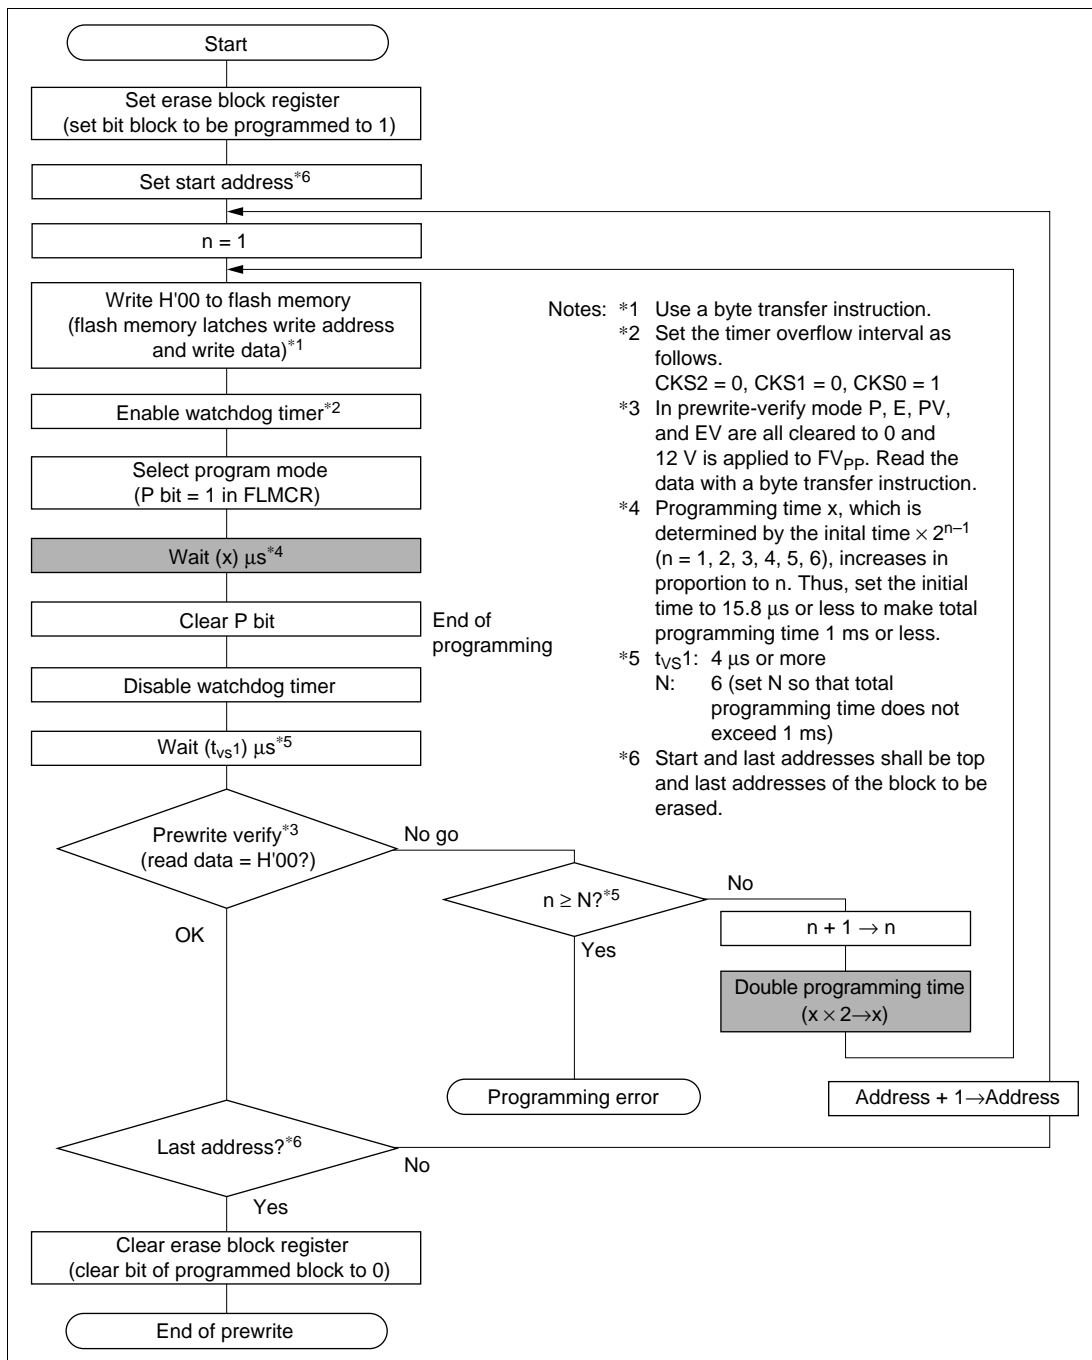 Start
Set erase block register
(set bit block to be programmed to 1)
Set start address*6
n = 1
Write H'00 to flash memory
(flash memory latches write address
and write data)*1
Enable watchdog timer*2
Select program mode
(P bit = 1 in FLMCR)
Wait (x) μs*4
Clear P bit
End of
programming
Disable watchdog timer
Wait (tvs1) μs*5
Prewrite verify*3
(read data = H'00?)
No go
OK
n ≥ N?*5
No
Yes
n + 1 → n
Double programming time
(x × 2→x)
Programming error
Address + 1→Address
Last address?*6
No
Yes
Clear erase block register
(clear bit of programmed block to 0)
End of prewrite
Notes: *1 Use a byte transfer instruction.
*2 Set the timer overflow interval as
follows.
CKS2 = 0, CKS1 = 0, CKS0 = 1
*3 In prewrite-verify mode P, E, PV,
and EV are all cleared to 0 and
12 V is applied to FVPP. Read the
data with a byte transfer instruction.
*4 Programming time x, which is
determined by the inital time × 2n–1
(n = 1, 2, 3, 4, 5, 6), increases in
proportion to n. Thus, set the initial
time to 15.8 μs or less to make total
programming time 1 ms or less.
*5 tVS1: 4 μs or more
N: 6 (set N so that total
programming time does not
exceed 1 ms)
*6 Start and last addresses shall be top
and last addresses of the block to be
erased.